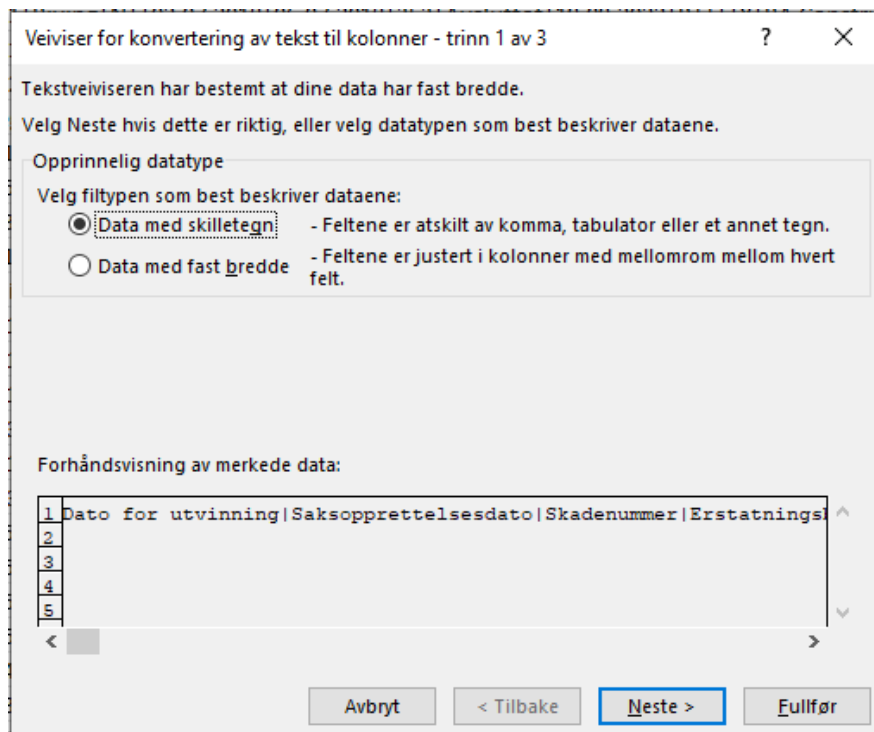 Veiviser for konvertering av tekst til kolonner - trinn 1 av 3 ?
Tekstveiviseren har bestemt at dine data har fast bredde.
Velg Neste hvis dette er riktig, eller velg datatypen som best beskriver dataene.
Opprinnelig datatype
Velg filtypen som best beskriver dataene:
Data med skilletegn - Feltene er atskilt av komma, tabulator eller et annet tegn.
Data med fast bredde - Feltene er justert i kolonner med mellomrom mellom hvert
felt.
Forhåndsvisning av merkede data:
1 Dato for utvinning|Saksopprettelsesdato|Skadenummer|Erstatnings
2
3
4
5
Avbryt < Tilbake Neste > Fullfør